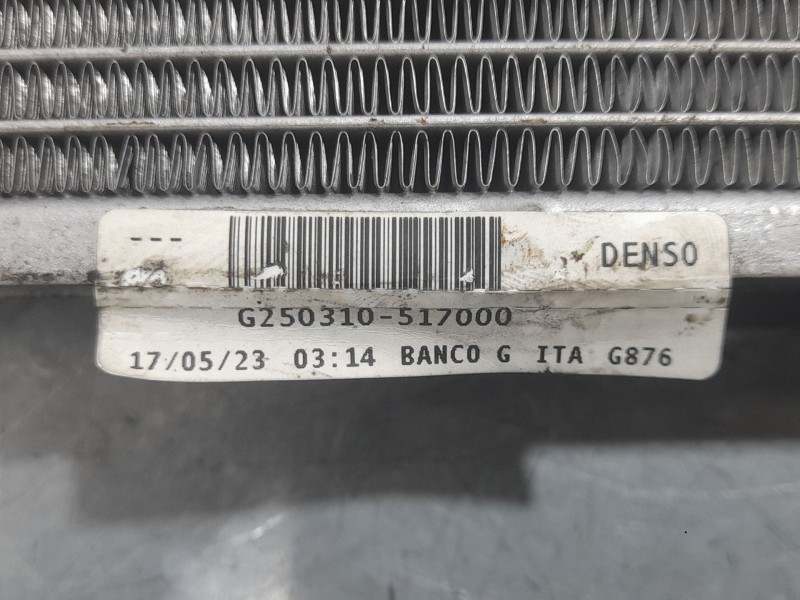 --- DENSO
G250310-517000
17/05/23 03:14 BANCO G ITA G876